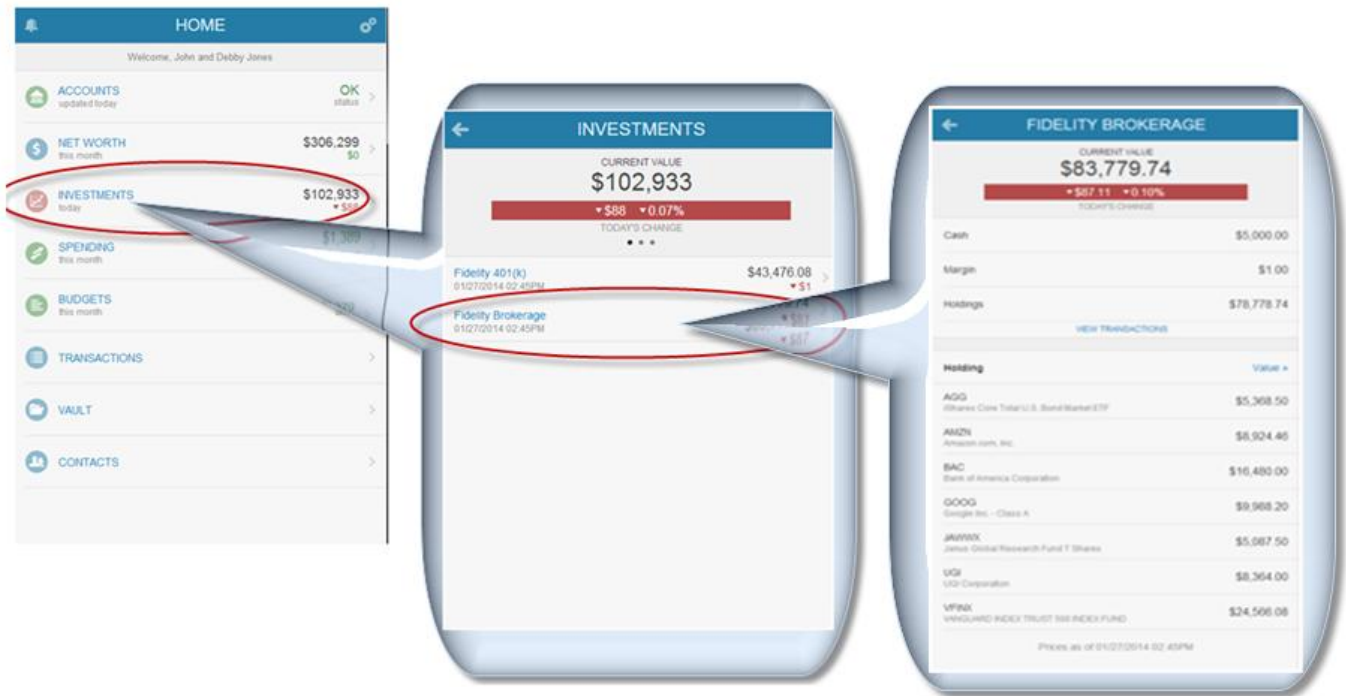 HOME
Welcome, John and Debby Jones
ACCOUNTS
updated today
OK
status
NET WORTH
this month
$306,299
$0
INVESTMENTS
today
$102,933
▾ $88
SPENDING
this month
$1,389
BUDGETS
this month
TRANSACTIONS
VAULT
CONTACTS
INVESTMENTS
CURRENT VALUE
$102,933
▾ $88 ▾ 0.07%
TODAY'S CHANGE
Fidelity 401(k)
01/27/2014 02:45PM
$43,476.08
▾ $1
Fidelity Brokerage
01/27/2014 02:45PM
▾ $87
FIDELITY BROKERAGE
CURRENT VALUE
$83,779.74
▾ $87.11 ▾ 0.10%
TODAY'S CHANGE
Cash $5,000.00
Margin $1.00
Holdings $78,778.74
VIEW TRANSACTIONS
Holding Value
AGG $5,368.50
iShares Core Total U.S. Bond Market ETF
AMZN $8,924.46
Amazon.com, Inc.
BAC $16,480.00
Bank of America Corporation
GOOG $9,988.20
Google Inc. - Class A
JAWWX $5,087.50
Janus Global Research Fund T Shares
UGI $8,364.00
UGI Corporation
VFINX $24,566.08
VANGUARD INDEX TRUST 500 INDEX FUND
Prices as of 01/27/2014 02:45PM